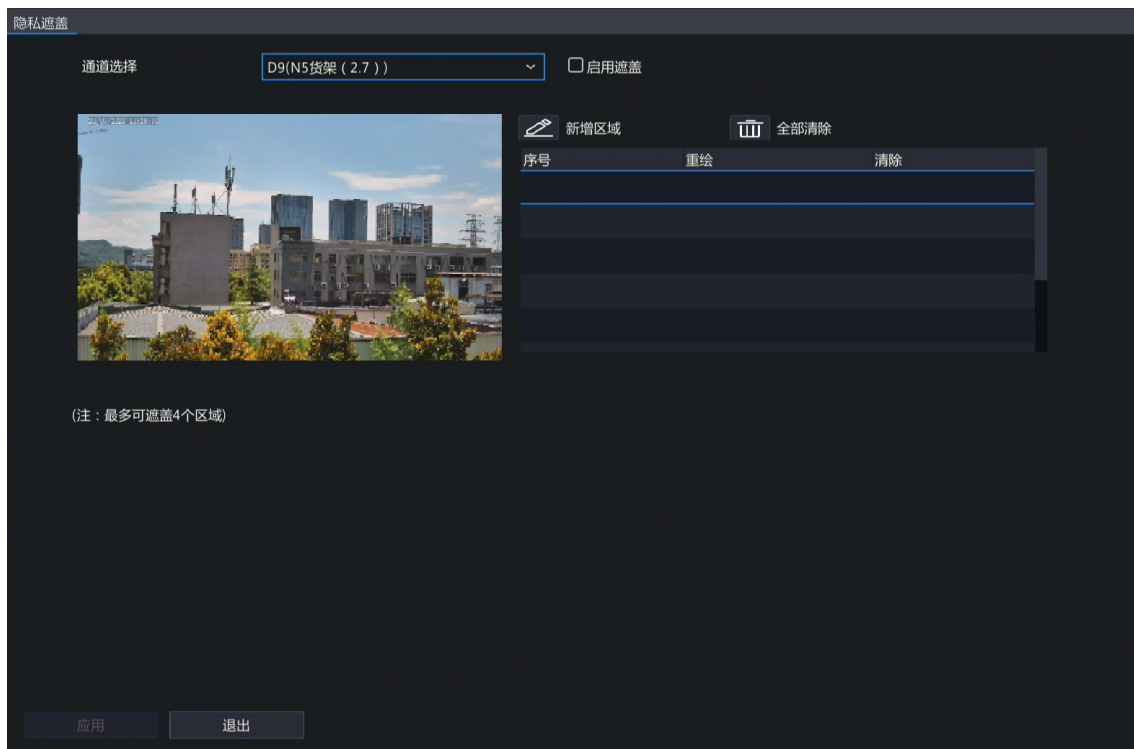 隐私遮盖
通道选择 D9(N5货架（2.7）) 启用遮盖
新增区域 全部清除
序号 重绘 清除
(注：最多可遮盖4个区域)
应用 退出